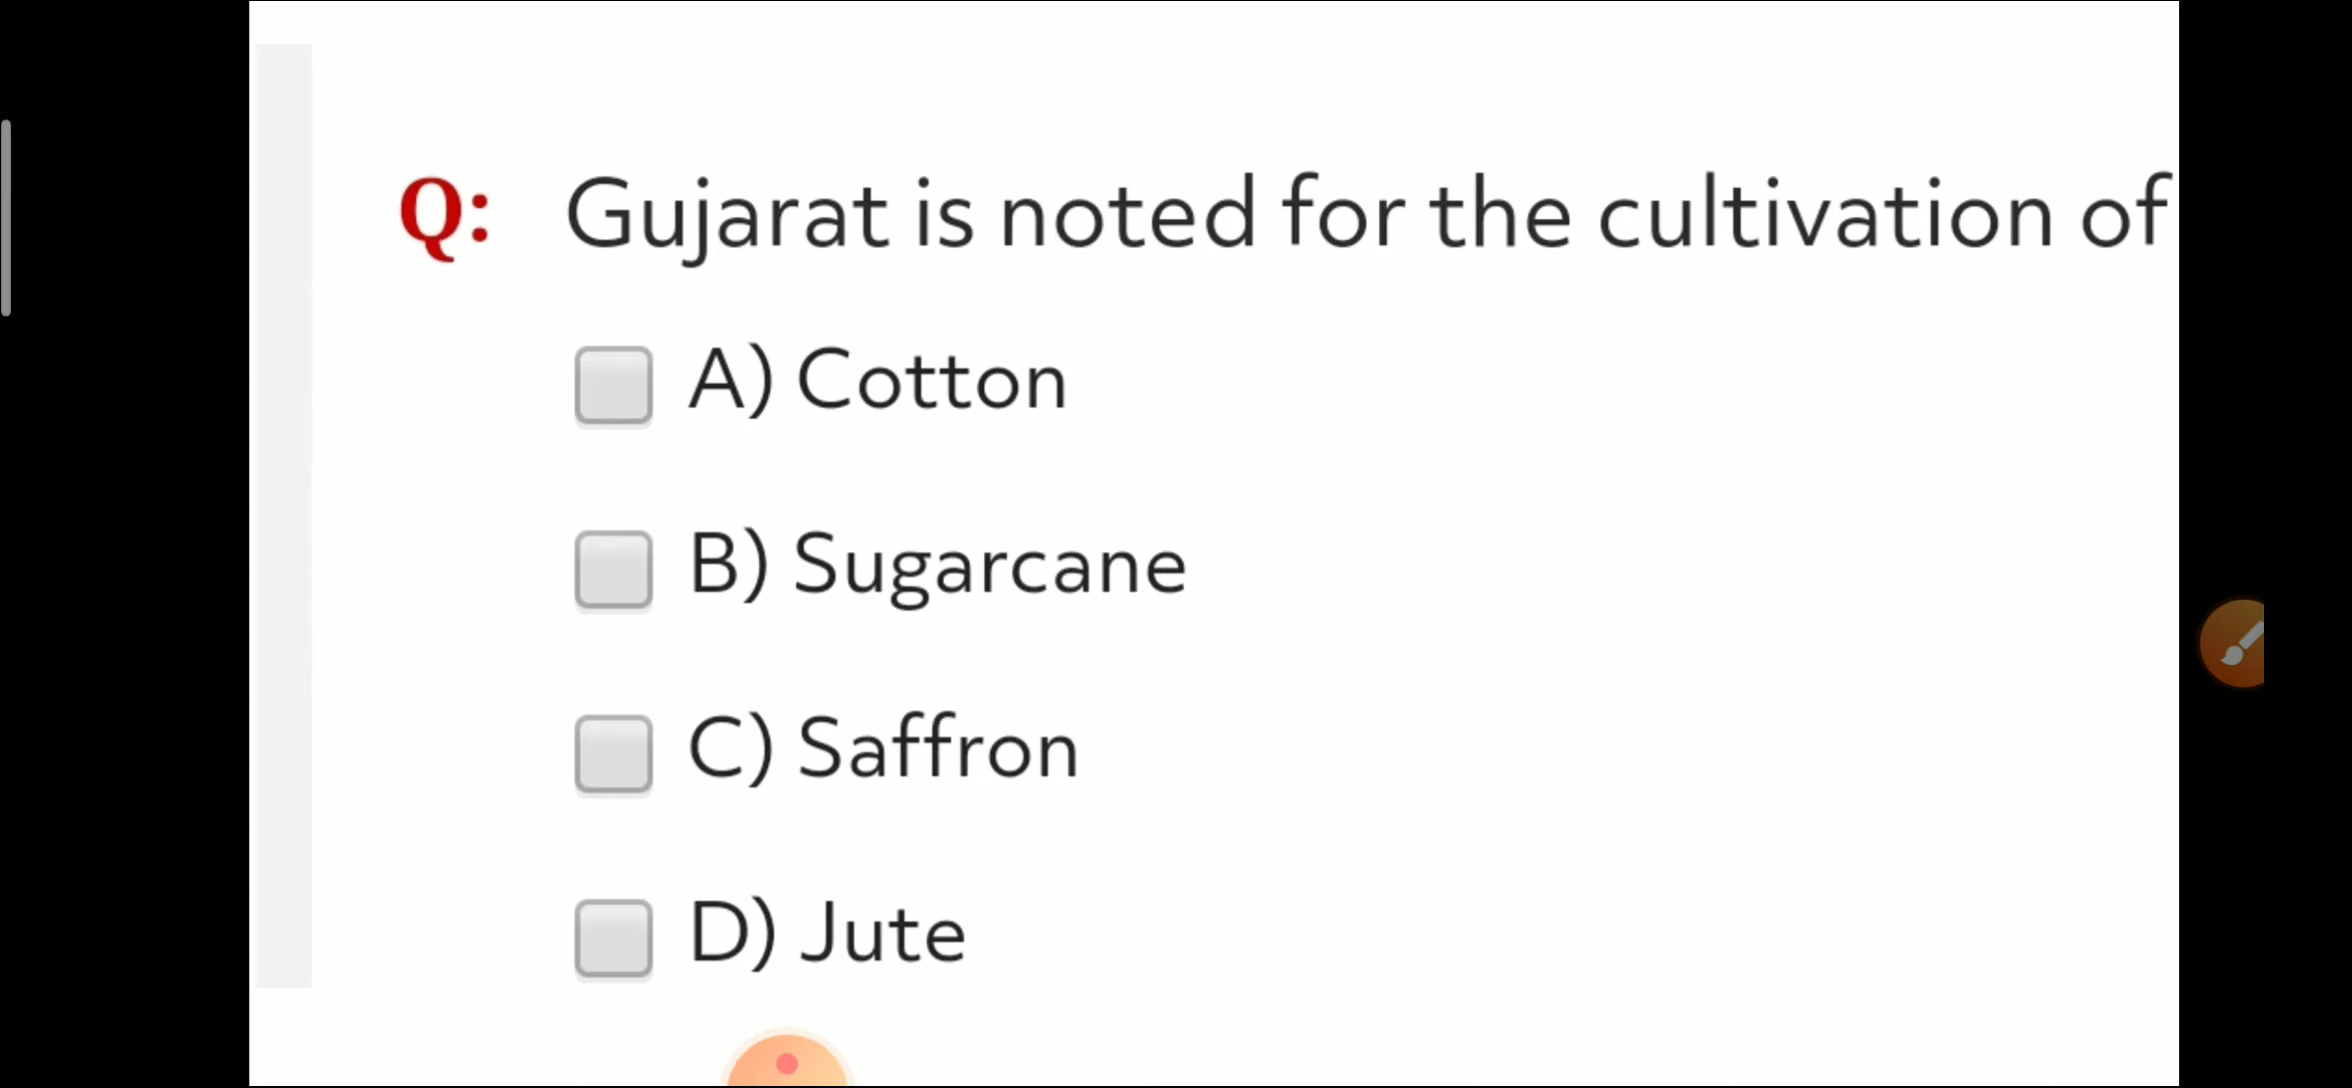 Q: Gujarat is noted for the cultivation of
A) Cotton
B) Sugarcane
C) Saffron
D) Jute